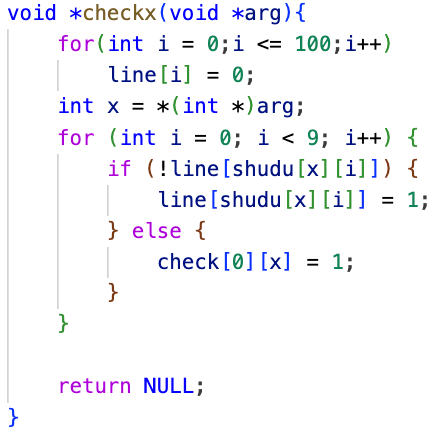 void *checkx(void *arg){
    for(int i = 0;i <= 100;i++)
        line[i] = 0;
    int x = *(int *)arg;
    for (int i = 0; i < 9; i++) {
        if (!line[shudu[x][i]]) {
            line[shudu[x][i]] = 1;
        } else {
            check[0][x] = 1;
        }
    }
    return NULL;
}